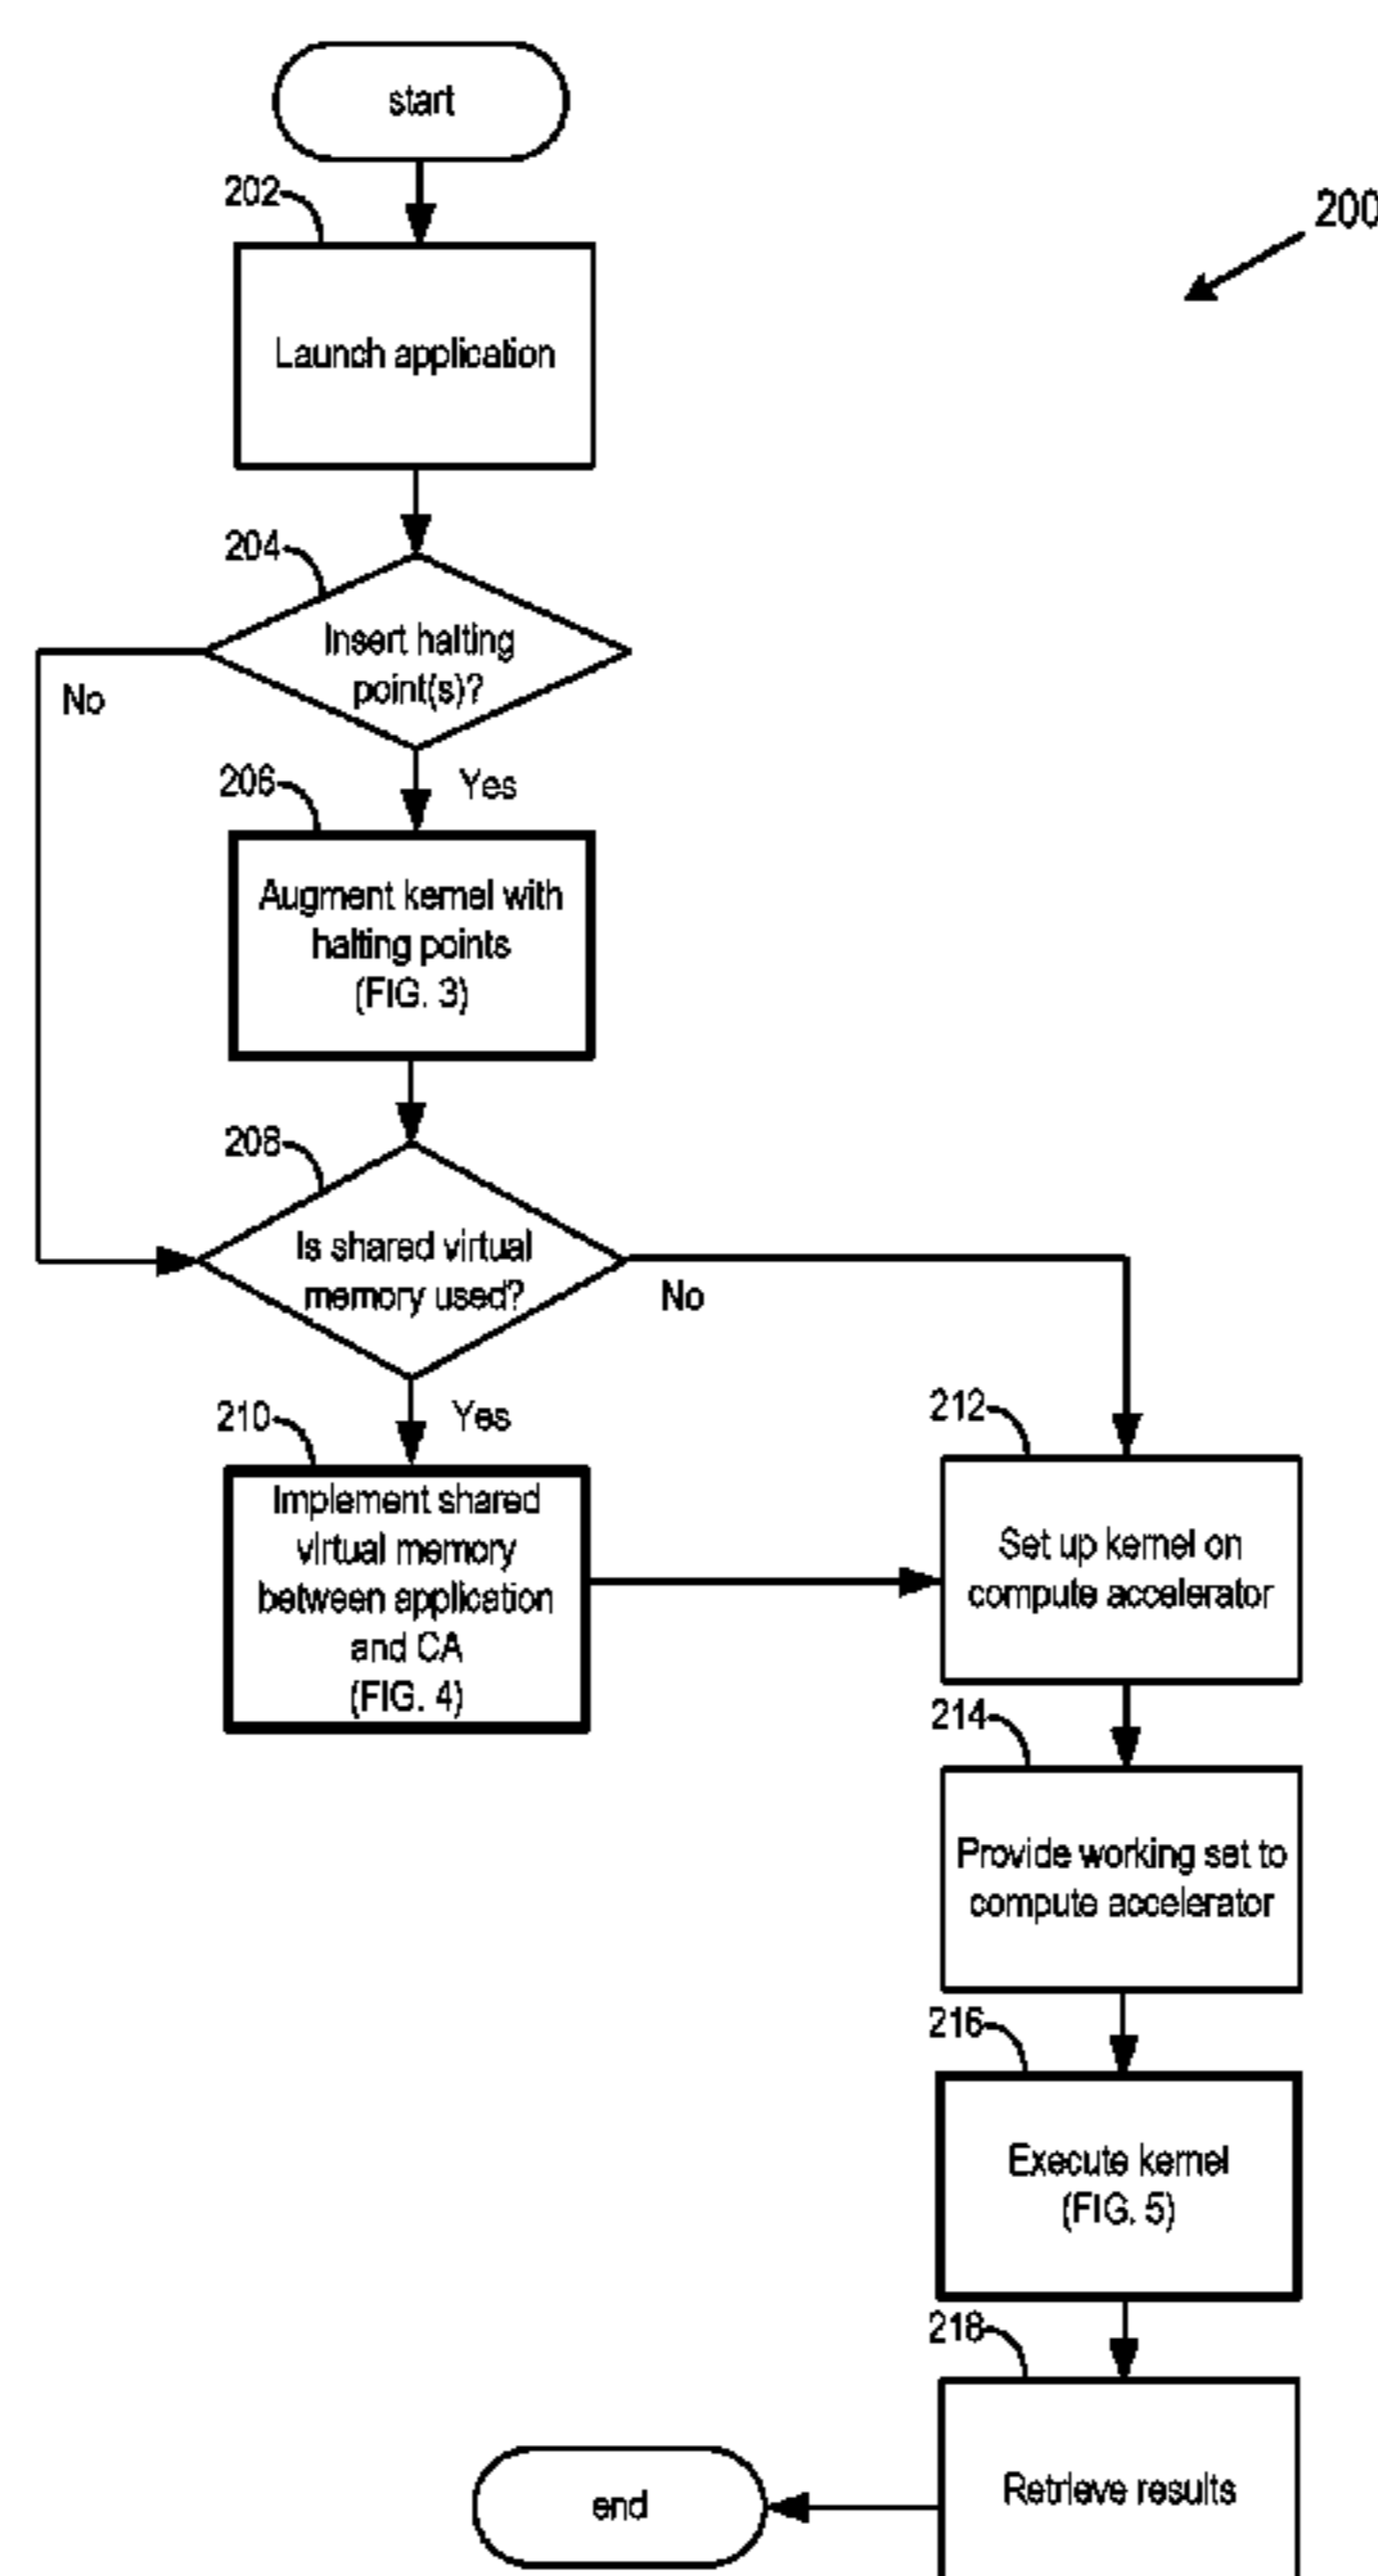 start
200
202
Launch application
204
Insert halting
point(s)?
No
Yes
206
Augment kernel with
halting points
(FIG. 3)
208
Is shared virtual
memory used?
No
Yes
210
Implement shared
virtual memory
between application
and CA
(FIG. 4)
212
Set up kernel on
compute accelerator
214
Provide working set to
compute accelerator
216
Execute kernel
(FIG. 5)
218
Retrieve results
end